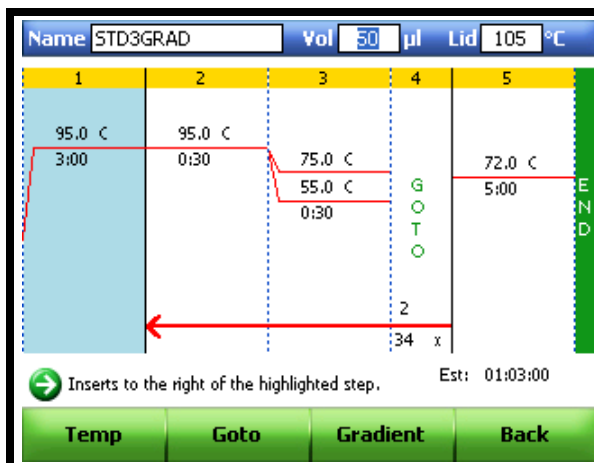 Name STD3GRAD Vol 50 µl Lid 105 °C
1 2 3 4 5
95.0 C 95.0 C
3:00 0:30 75.0 C 72.0 C
55.0 C 5:00
0:30
GOTO
END
2
34 x
Inserts to the right of the highlighted step. Est: 01:03:00
Temp Goto Gradient Back